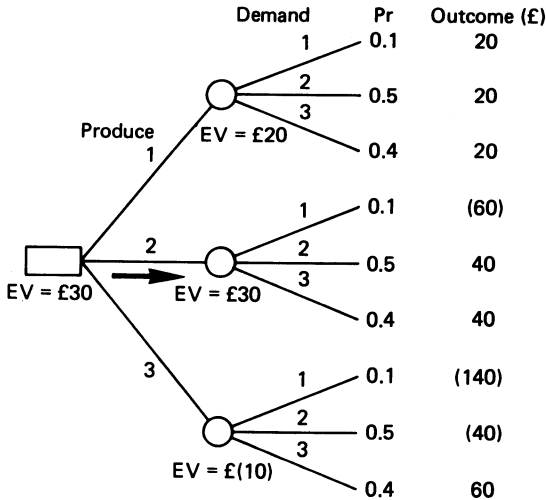 Demand Pr Outcome (£)
1 0.1 20
2 0.5 20
3 0.4 20
Produce
1
EV = £20
1 0.1 (60)
2 2 0.5 40
3 0.4 40
EV = £30 EV = £30
3
1 0.1 (140)
2 0.5 (40)
3 0.4 60
EV = £(10)